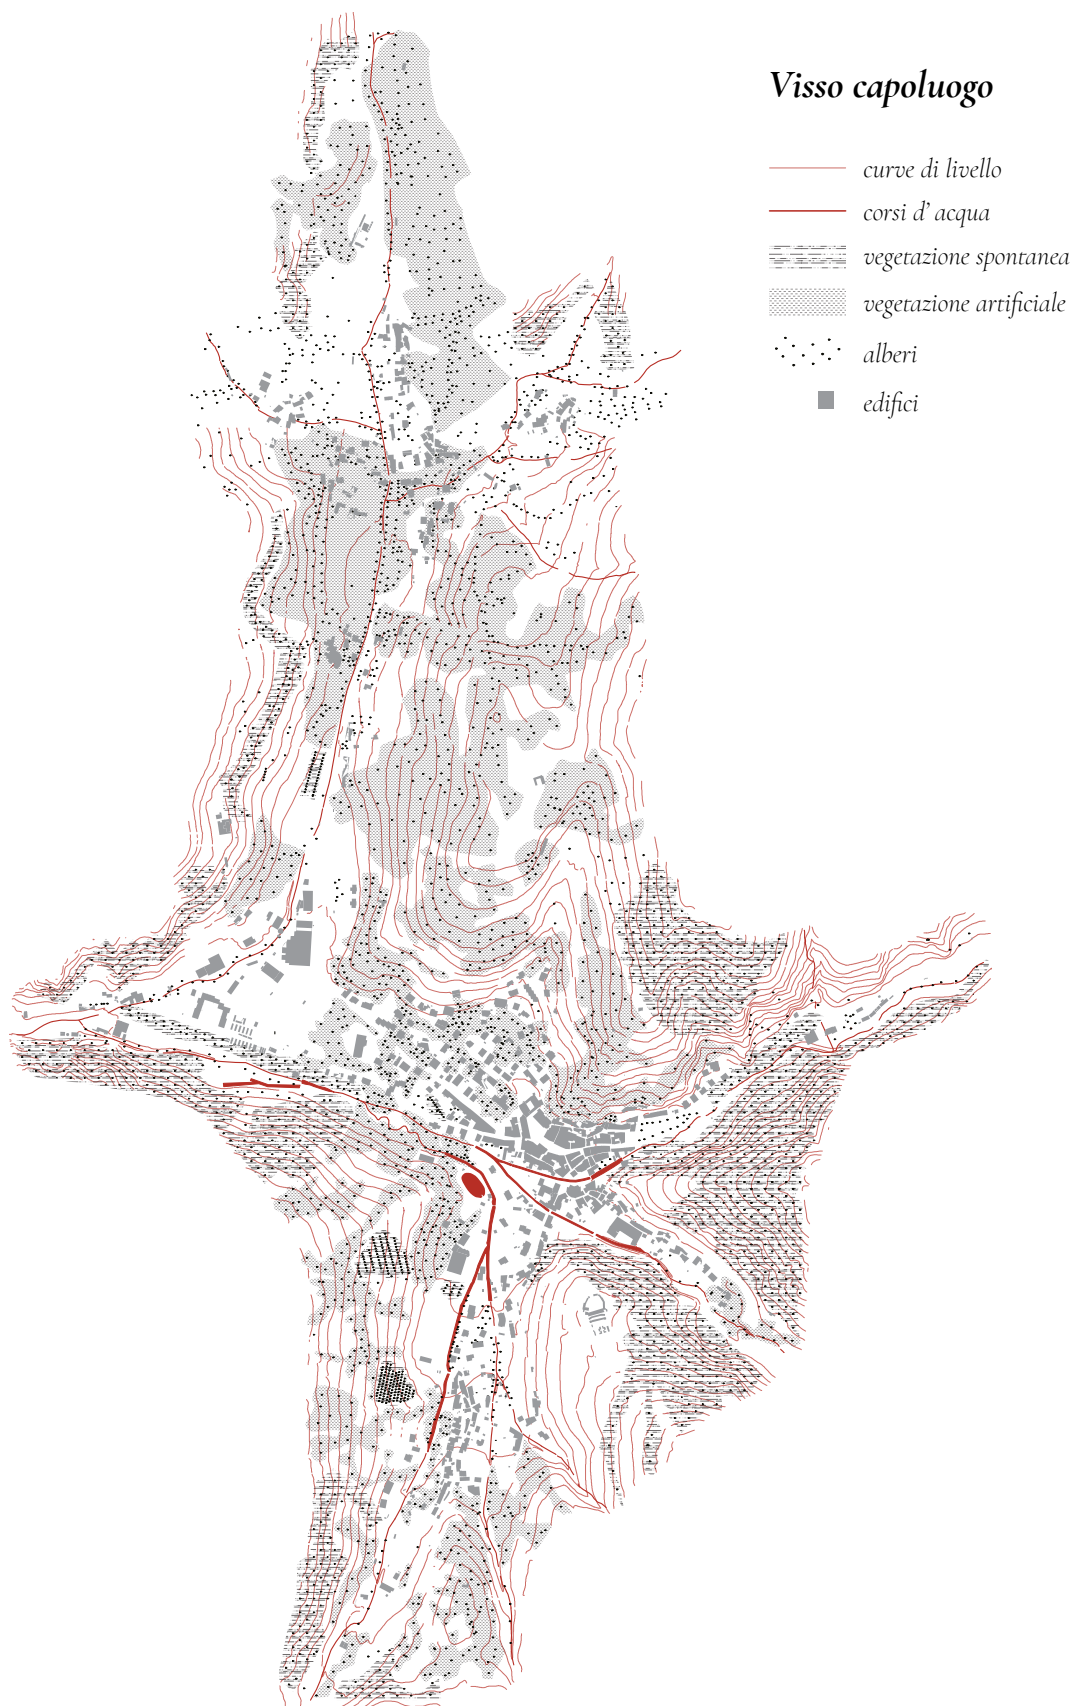 Visso capoluogo
curve di livello
corsi d' acqua
vegetazione spontanea
vegetazione artificiale
alberi
edifici